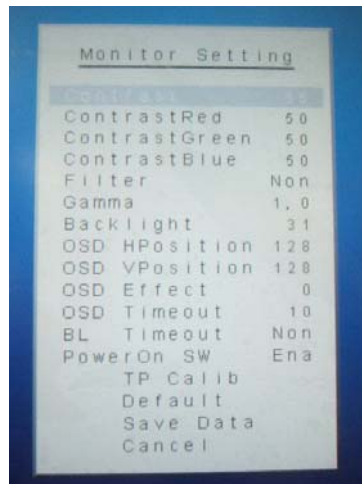 Monitor Setting
Contrast
ContrastRed 50
ContrastGreen 50
ContrastBlue 50
Filter Non
Gamma 1.0
Backlight 31
OSD HPosition 128
OSD VPosition 128
OSD Effect 0
OSD Timeout 10
BL Timeout Non
PowerOn SW Ena
TP Calib
Default
Save Data
Cancel